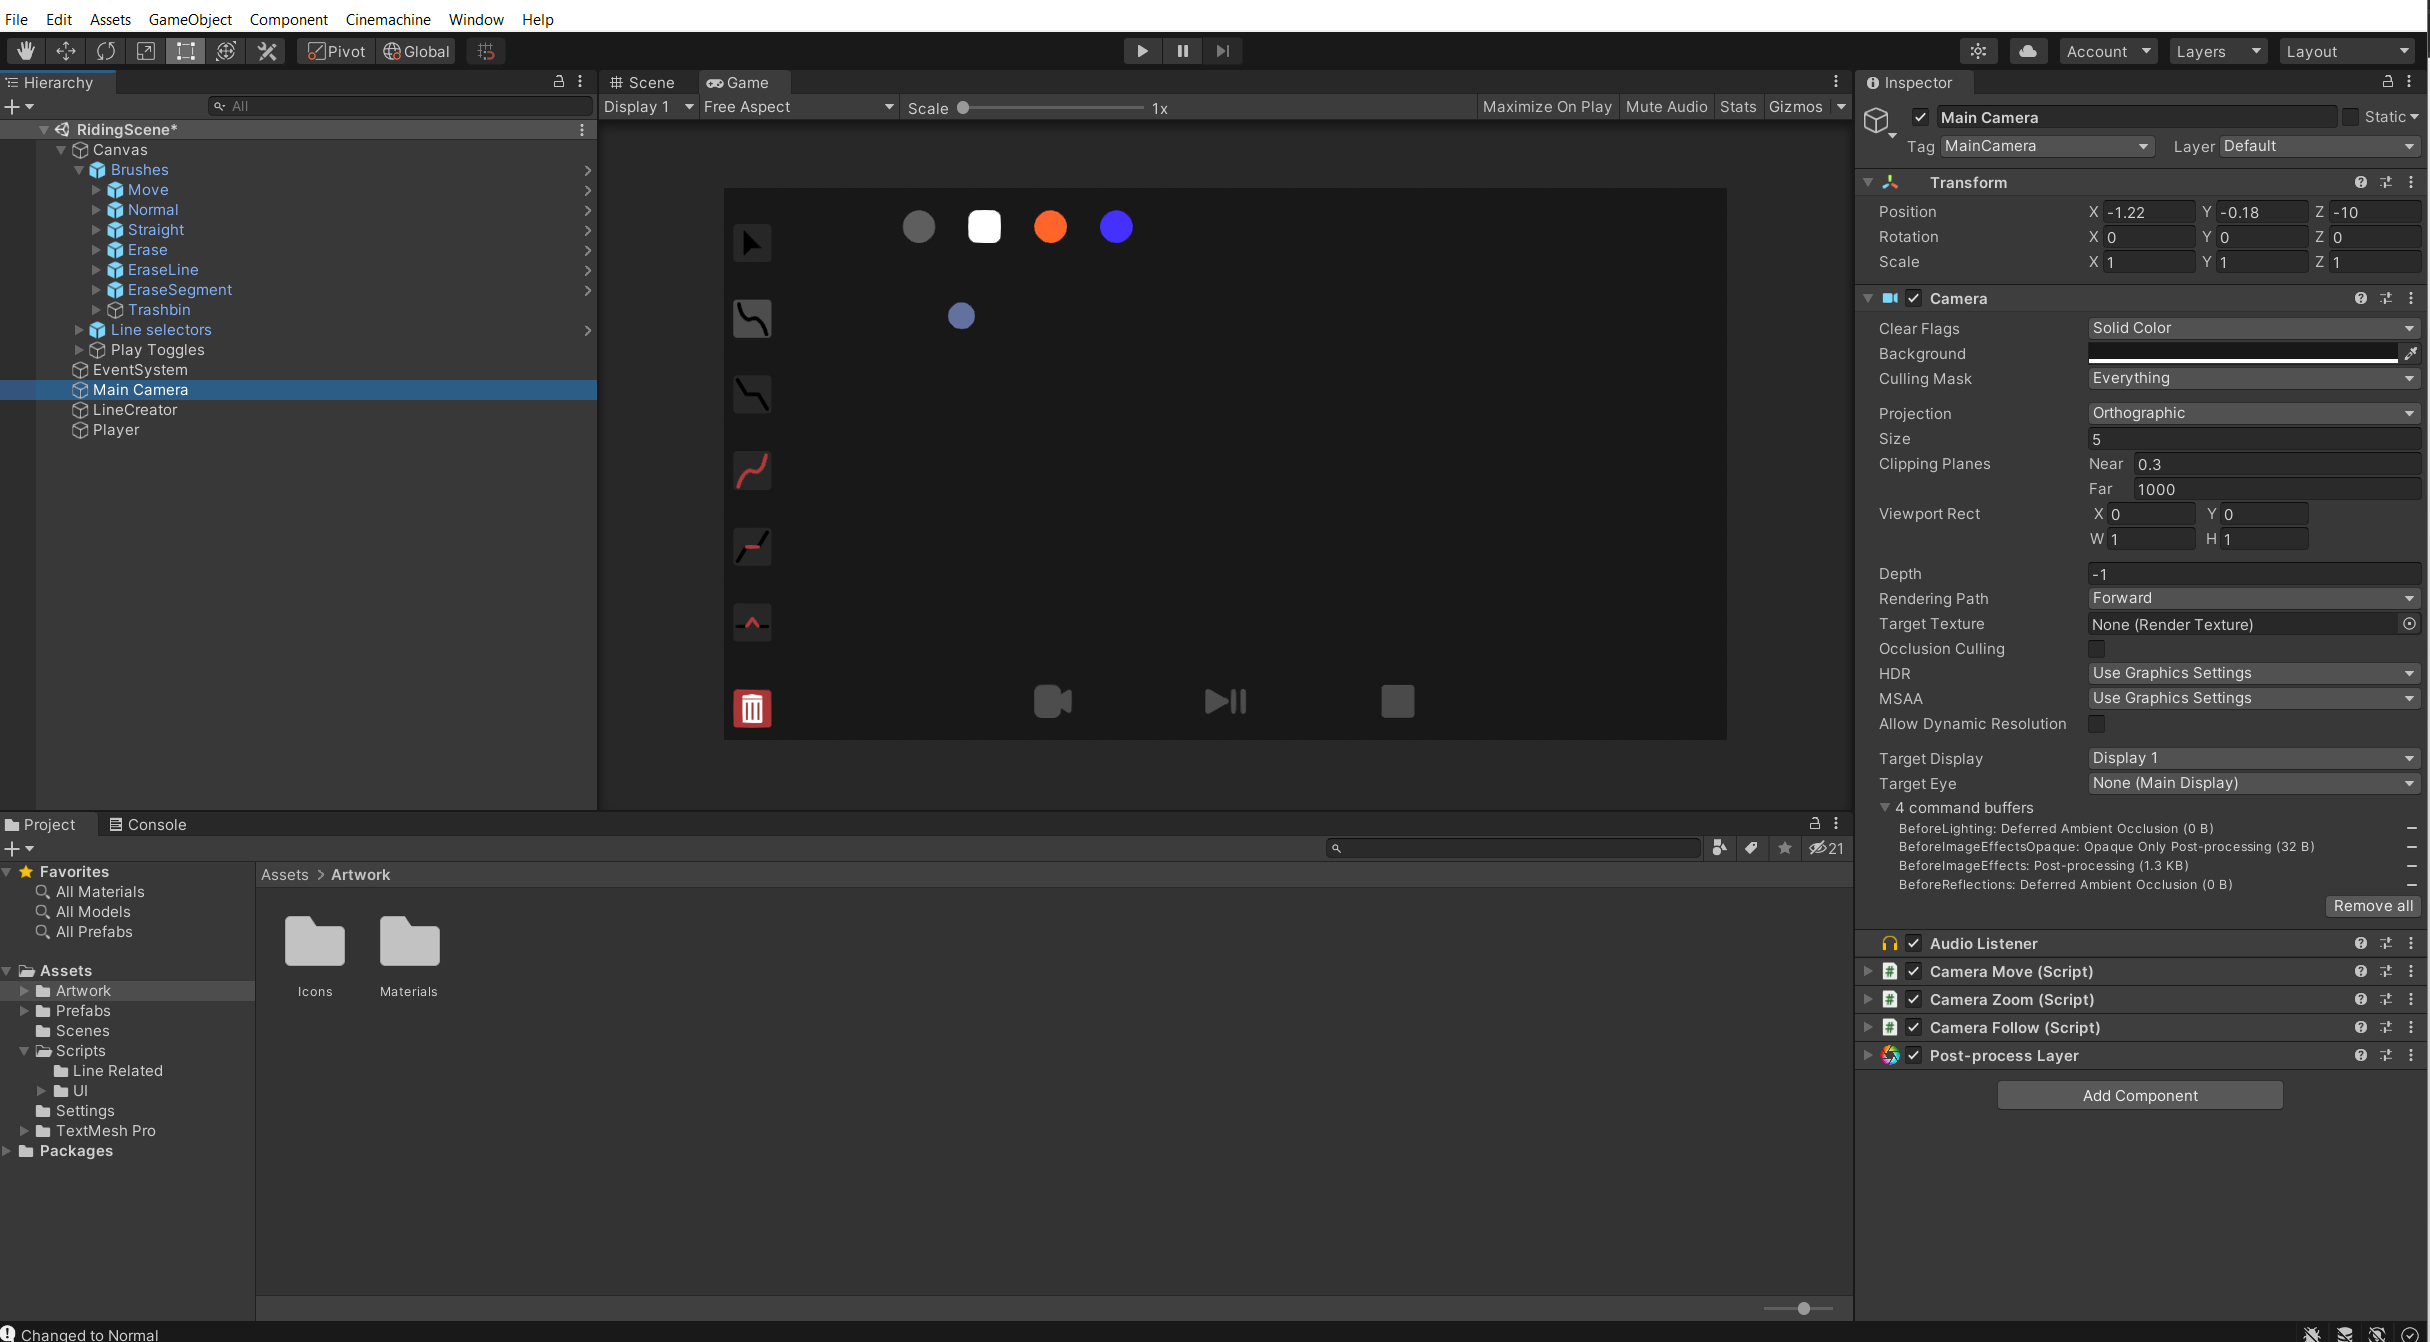 File Edit Assets GameObject Component Cinemachine Window Help
Pivot Global Account Layers Layout
Hierarchy
All
RidingScene*
Canvas
Brushes
Move
Normal
Straight
Erase
EraseLine
EraseSegment
Trashbin
Line selectors
Play Toggles
EventSystem
Main Camera
LineCreator
Player
Scene Game
Display 1 Free Aspect Scale 1x Maximize On Play Mute Audio Stats Gizmos
Inspector
Main Camera Static
Tag MainCamera Layer Default
Transform
Position X -1.22 Y -0.18 Z -10
Rotation X 0 Y 0 Z 0
Scale X 1 Y 1 Z 1
Camera
Clear Flags Solid Color
Background
Culling Mask Everything
Projection Orthographic
Size 5
Clipping Planes Near 0.3
Far 1000
Viewport Rect X 0 Y 0
W 1 H 1
Depth -1
Rendering Path Forward
Target Texture None (Render Texture)
Occlusion Culling
HDR Use Graphics Settings
MSAA Use Graphics Settings
Allow Dynamic Resolution
Target Display Display 1
Target Eye None (Main Display)
4 command buffers
BeforeLighting: Deferred Ambient Occlusion (0 B)
BeforeImageEffectsOpaque: Opaque Only Post-processing (32 B)
BeforeImageEffects: Post-processing (1.3 KB)
BeforeReflections: Deferred Ambient Occlusion (0 B)
Remove all
Audio Listener
Camera Move (Script)
Camera Zoom (Script)
Camera Follow (Script)
Post-process Layer
Add Component
Project Console
21
Favorites
All Materials
All Models
All Prefabs
Assets
Artwork
Prefabs
Scenes
Scripts
Line Related
UI
Settings
TextMesh Pro
Packages
Assets > Artwork
Icons Materials
Changed to Normal